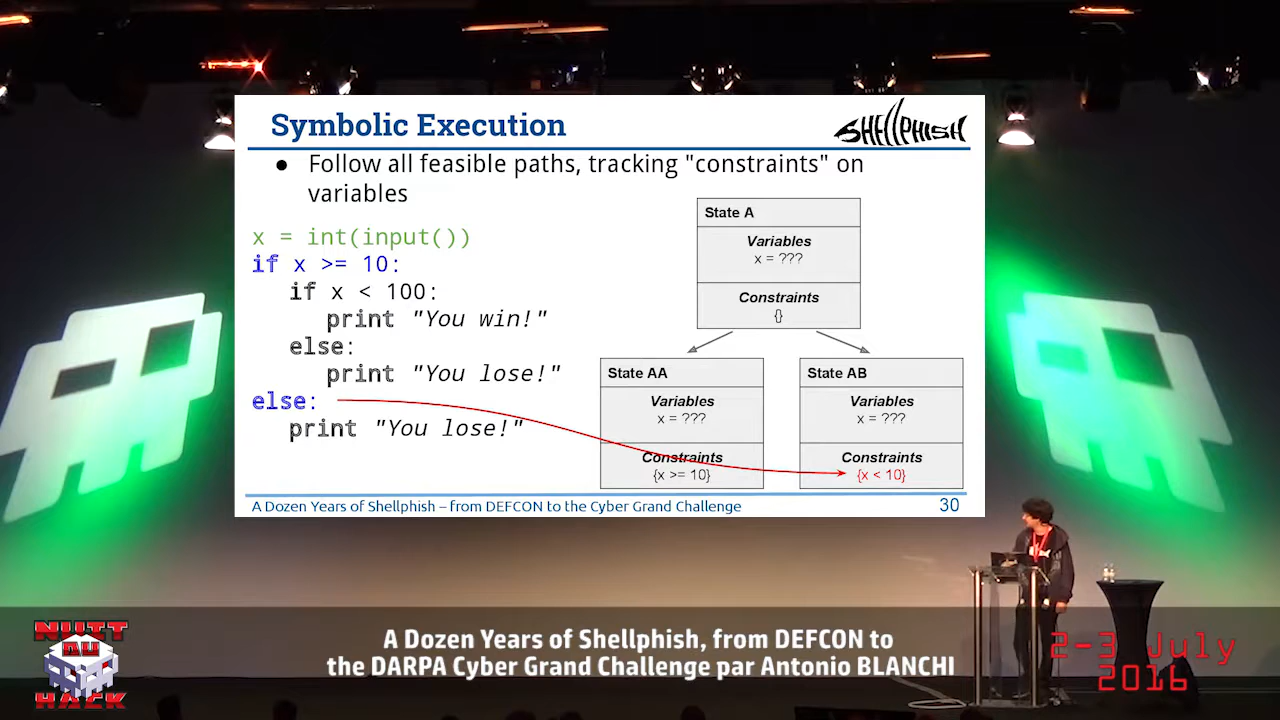 Symbolic Execution
SHELLPHISH
● Follow all feasible paths, tracking "constraints" on
variables
x = int(input())
if x >= 10:
if x < 100:
print "You win!"
else:
print "You lose!"
else:
print "You lose!"
State A
Variables
x = ???
Constraints
{}
State AA
Variables
x = ???
Constraints
{x >= 10}
State AB
Variables
x = ???
Constraints
{x < 10}
A Dozen Years of Shellphish – from DEFCON to the Cyber Grand Challenge
30
NUIT
DU
HACK
A Dozen Years of Shellphish, from DEFCON to
the DARPA Cyber Grand Challenge par Antonio BLANCHI
2-3 July
2016